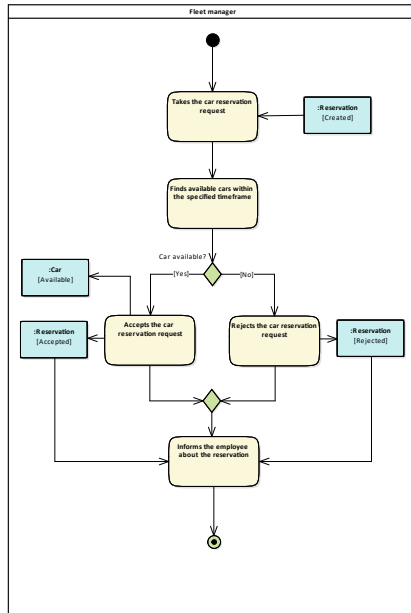 Fleet manager
Takes the car reservation
request
:Reservation
[Created]
Finds available cars within
the specified timeframe
Car available?
[Yes]
[No]
:Car
[Available]
Accepts the car
reservation request
:Reservation
[Accepted]
Rejects the car reservation
request
:Reservation
[Rejected]
Informs the employee
about the reservation